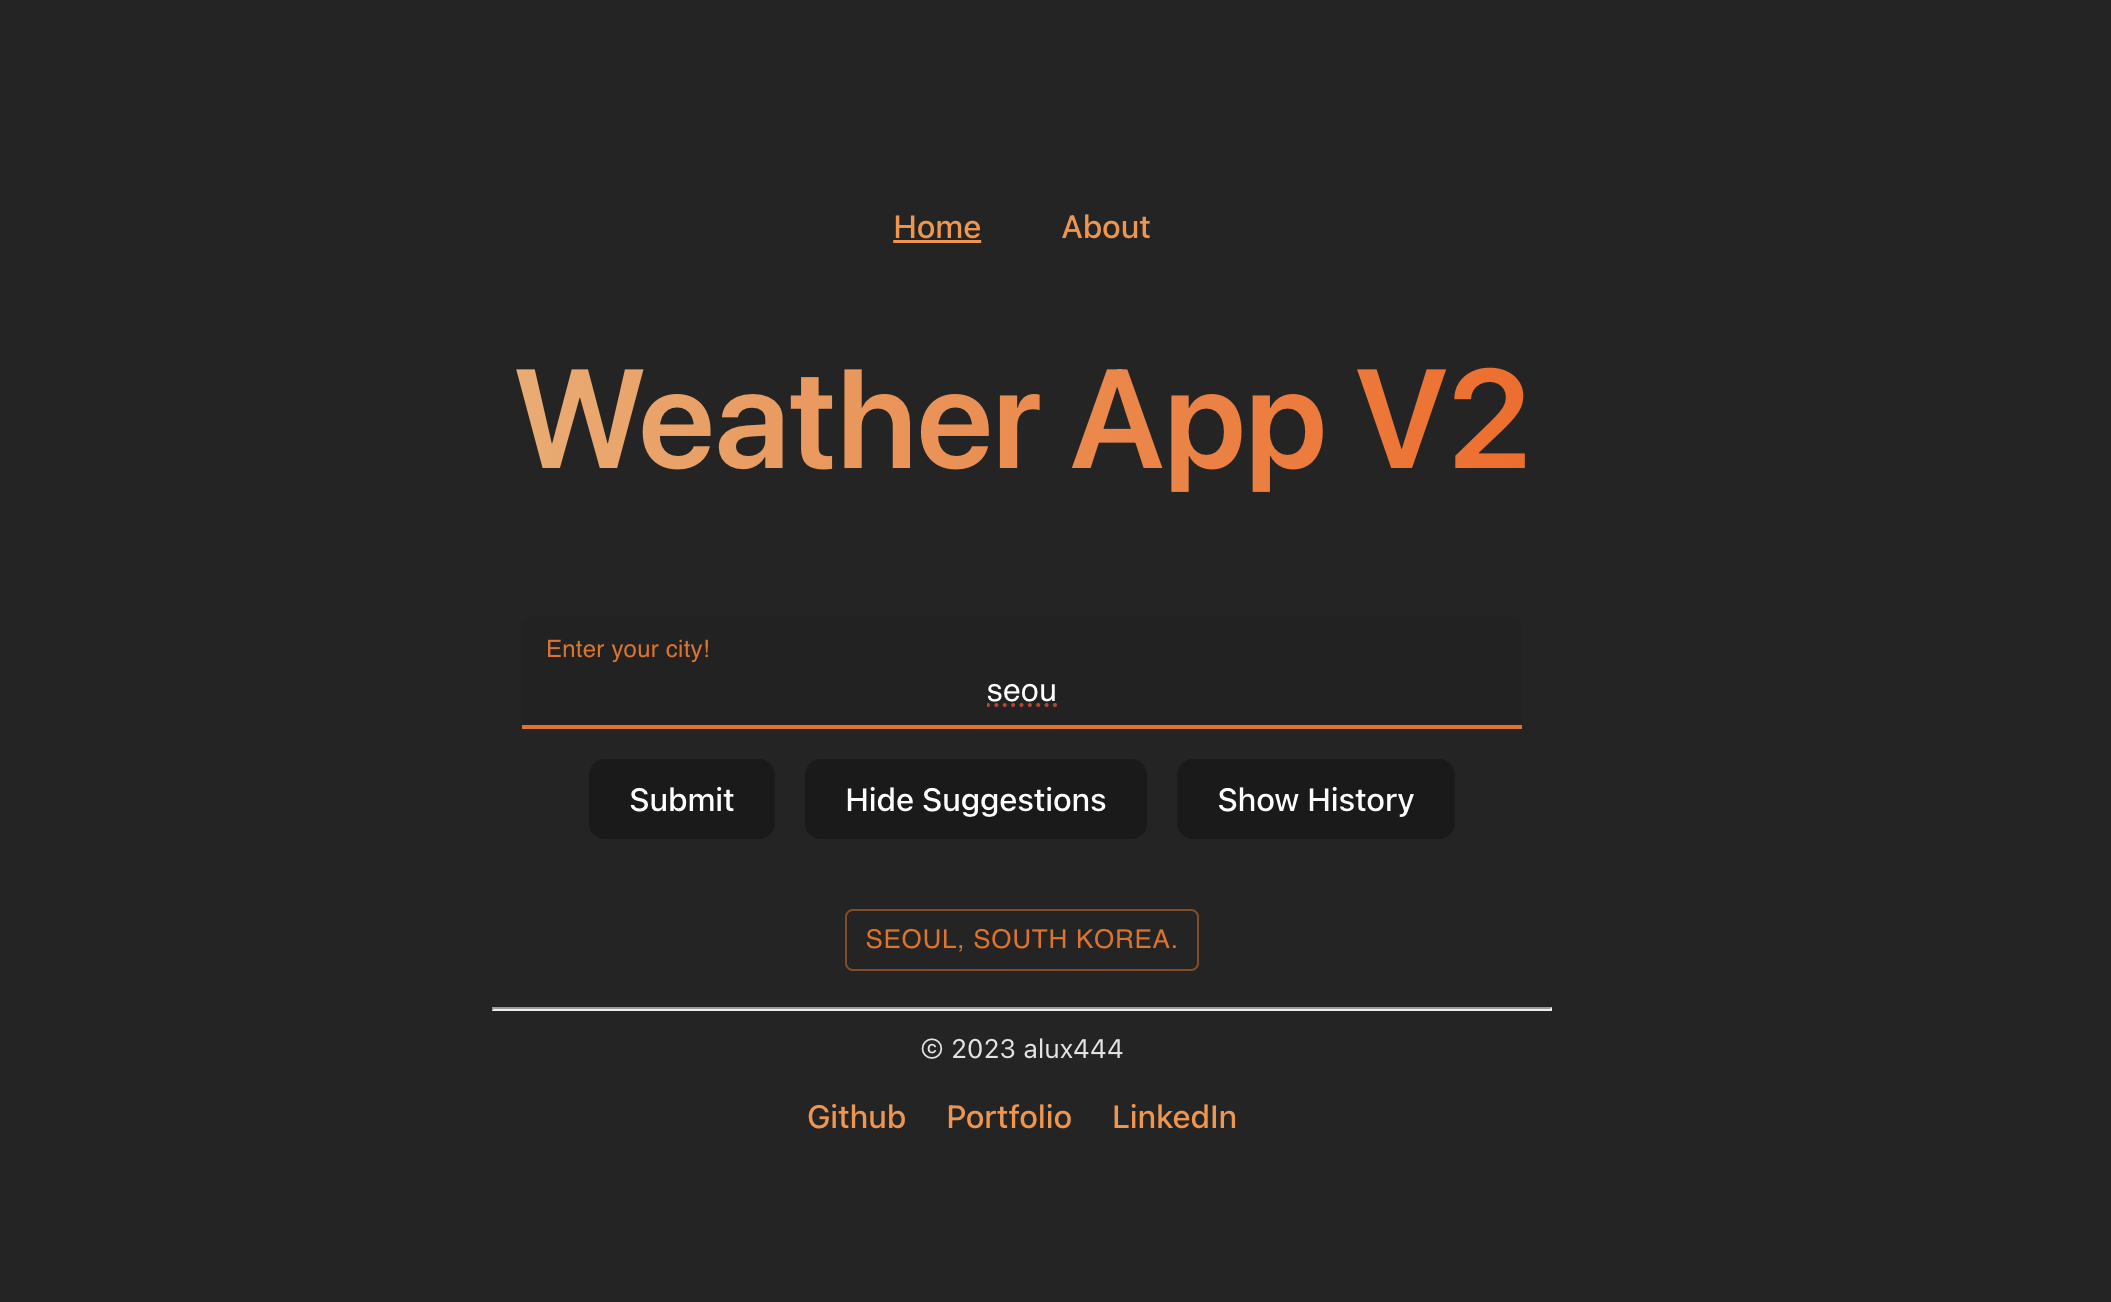 Home About
Weather App V2
Enter your city!
seou
Submit Hide Suggestions Show History
SEOUL, SOUTH KOREA.
© 2023 alux444
Github Portfolio LinkedIn